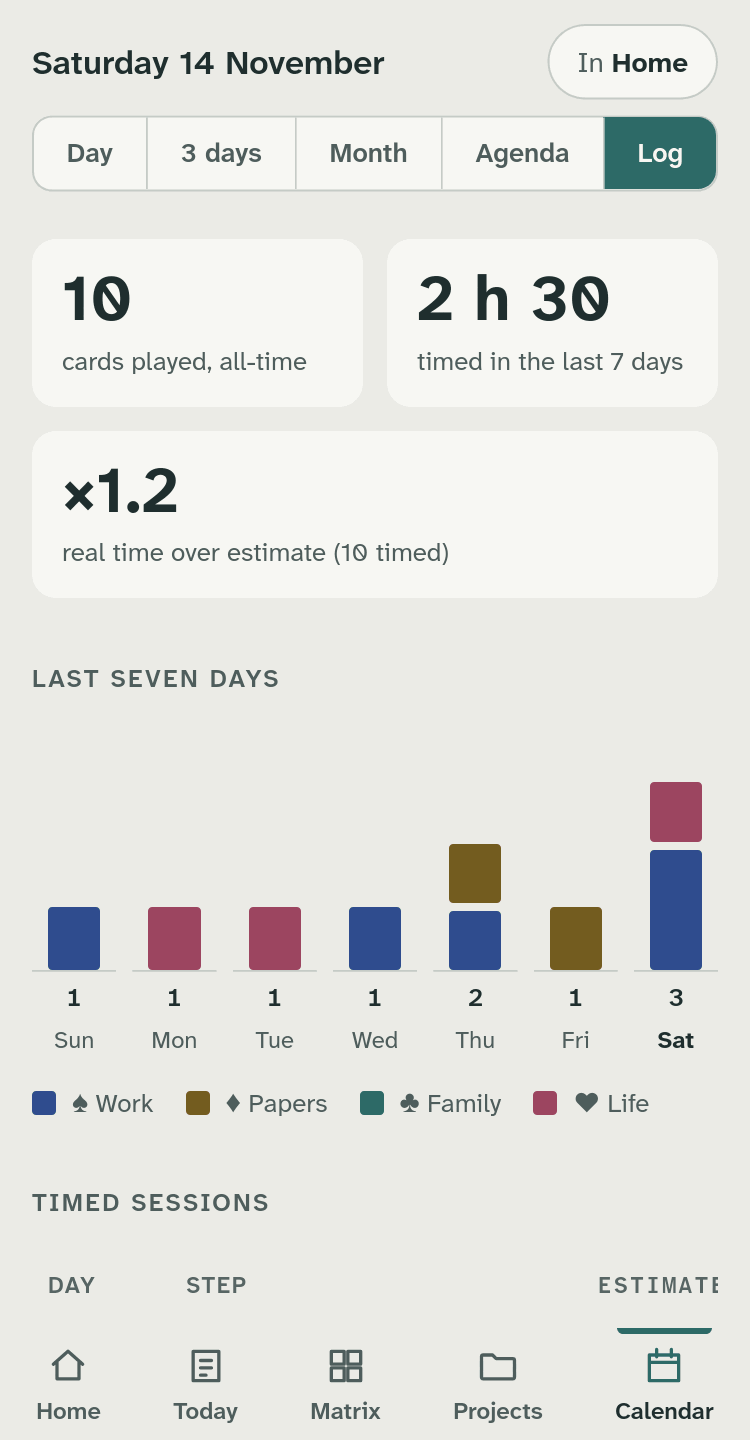 Saturday 14 November
In Home
Day 3 days Month Agenda Log
10
cards played, all-time
2 h 30
timed in the last 7 days
×1.2
real time over estimate (10 timed)
LAST SEVEN DAYS
1 1 1 1 2 1 3
Sun Mon Tue Wed Thu Fri Sat
♠ Work ♦ Papers ♣ Family ♥ Life
TIMED SESSIONS
DAY STEP ESTIMATE
Home Today Matrix Projects Calendar